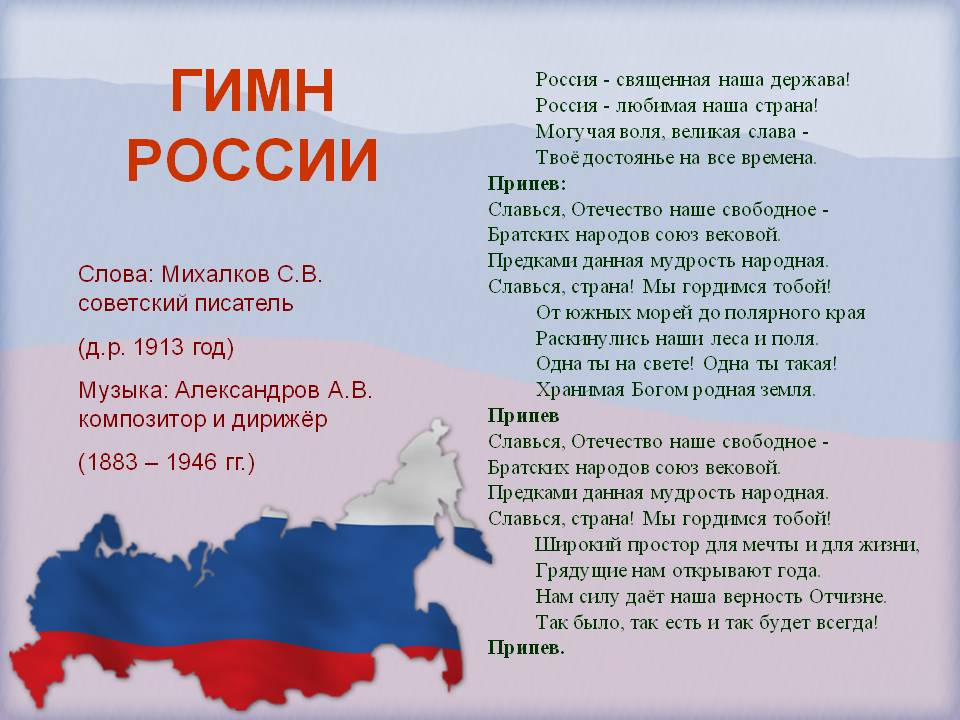 ГИМН
РОССИИ
Слова: Михалков С.В.
советский писатель
(д.р. 1913 год)
Музыка: Александров А.В.
композитор и дирижёр
(1883 – 1946 гг.)
Россия - священная наша держава!
Россия - любимая наша страна!
Могучая воля, великая слава -
Твоё достоянье на все времена.
Припев:
Славься, Отечество наше свободное -
Братских народов союз вековой.
Предками данная мудрость народная.
Славься, страна! Мы гордимся тобой!
От южных морей до полярного края
Раскинулись наши леса и поля.
Одна ты на свете! Одна ты такая!
Хранимая Богом родная земля.
Припев
Славься, Отечество наше свободное -
Братских народов союз вековой.
Предками данная мудрость народная.
Славься, страна! Мы гордимся тобой!
Широкий простор для мечты и для жизни,
Грядущие нам открывают года.
Нам силу даёт наша верность Отчизне.
Так было, так есть и так будет всегда!
Припев.